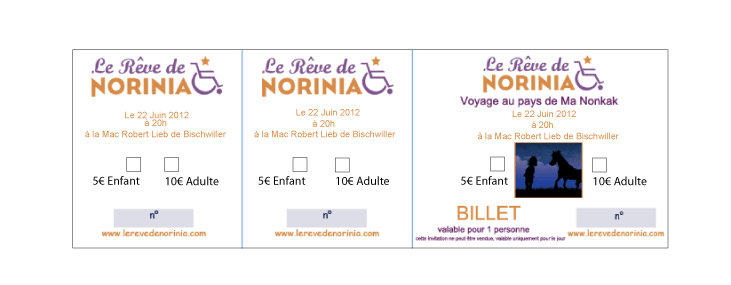 Le Rêve de
NORINIA
Le 22 Juin 2012
à 20h
à la Mac Robert Lieb de Bischwiller
5€ Enfant
10€ Adulte
n°
www.lerevedenorinia.com
Le Rêve de
NORINIA
Le 22 Juin 2012
à 20h
à la Mac Robert Lieb de Bischwiller
5€ Enfant
10€ Adulte
n°
www.lerevedenorinia.com
Le Rêve de
NORINIA
Voyage au pays de Ma Nonkak
Le 22 Juin 2012
à 20h
à la Mac Robert Lieb de Bischwiller
5€ Enfant
10€ Adulte
BILLET
n°
valable pour 1 personne
www.lerevedenorinia.com
cette invitation ne peut être vendue, valable uniquement pour le jour